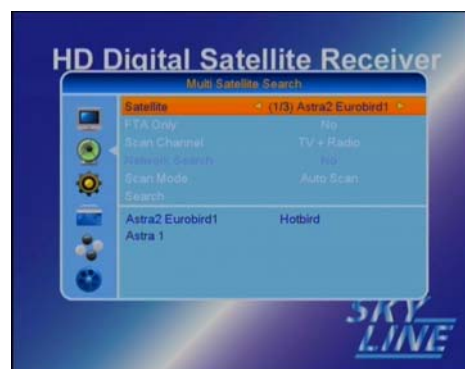 HD Digital Satellite Receiver
Multi Satellite Search
Satellite (1/3) Astra2 Eurobird1
FTA Only No
Scan Channel TV + Radio
Network Search No
Scan Mode Auto Scan
Search
Astra2 Eurobird1 Hotbird
Astra 1
SKY
LINE